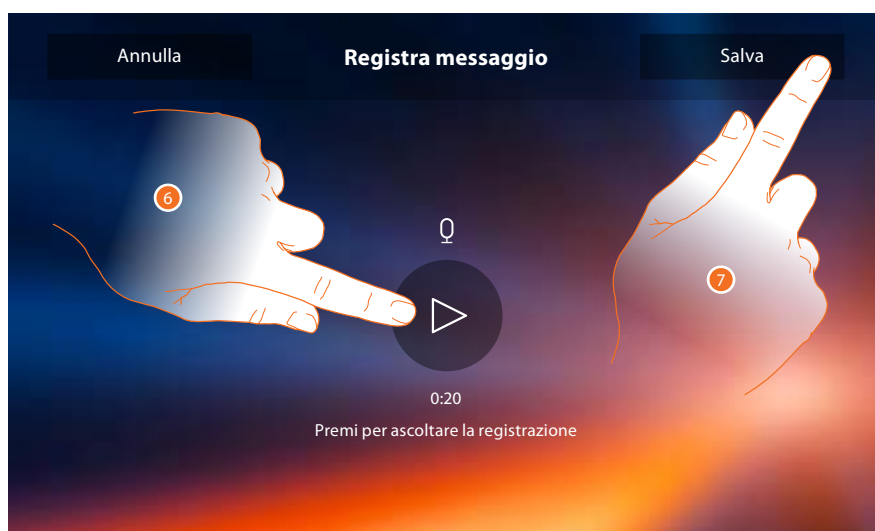 Annulla
Registra messaggio
Salva
6
7
0:20
Premi per ascoltare la registrazione